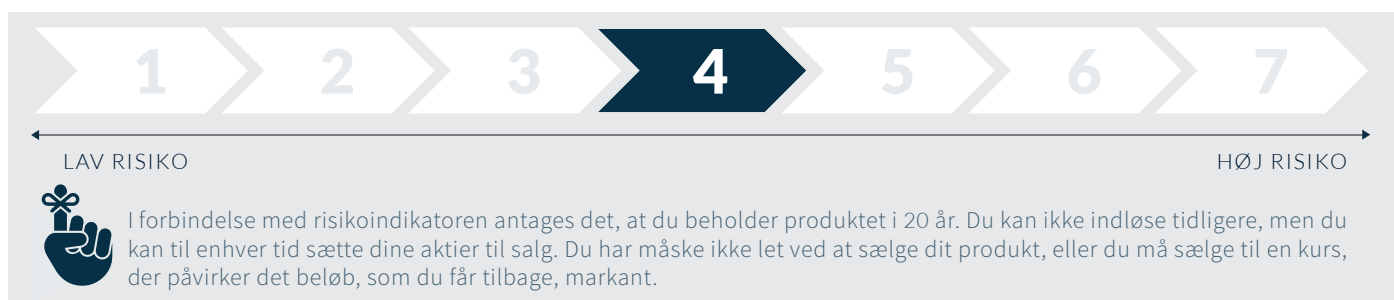 1 2 3 4 5 6 7
LAV RISIKO HØJ RISIKO
I forbindelse med risikoindikatoren antages det, at du beholder produktet i 20 år. Du kan ikke indløse tidligere, men du
kan til enhver tid sætte dine aktier til salg. Du har måske ikke let ved at sælge dit produkt, eller du må sælge til en kurs,
der påvirker det beløb, som du får tilbage, markant.